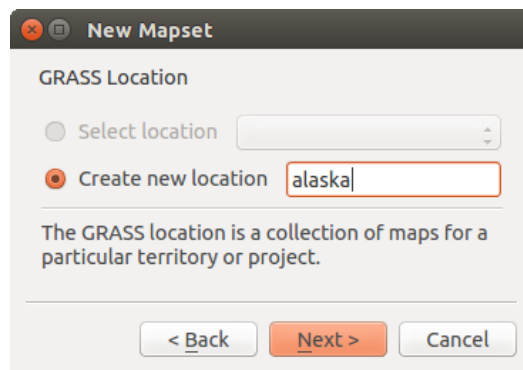 New Mapset
GRASS Location
Select location
Create new location alaska
The GRASS location is a collection of maps for a
particular territory or project.
< Back Next > Cancel